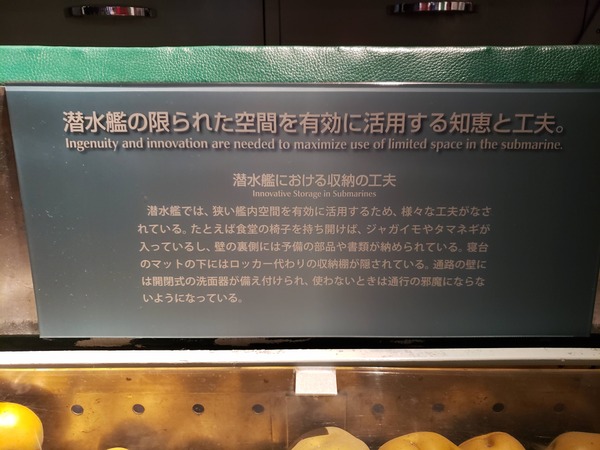 潜水艦の限られた空間を有効に活用する知恵と工夫。
Ingenuity and innovation are needed to maximize use of limited space in the submarine.
潜水艦における収納の工夫
Innovative Storage in Submarines
潜水艦では、狭い艦内空間を有効に活用するため、様々な工夫がなさ
れている。たとえば食堂の椅子を持ち開けば、ジャガイモやタマネギが
入っているし、壁の裏側には予備の部品や書類が納められている。寝台
のマットの下にはロッカー代わりの収納棚が隠されている。通路の壁に
は開閉式の洗面器が備え付けられ、使わないときは通行の邪魔にならな
いようになっている。